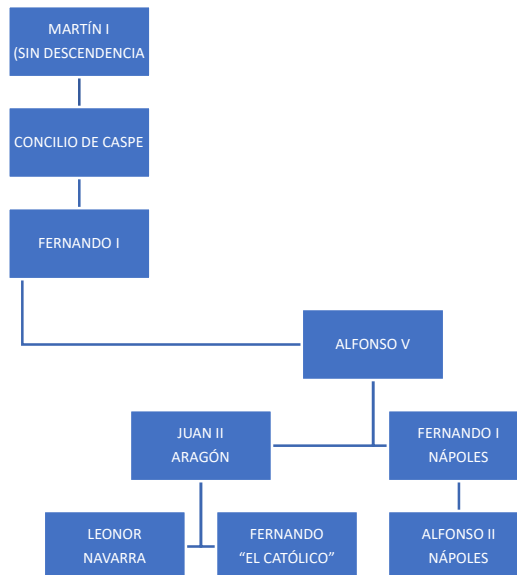 MARTÍN I
(SIN DESCENDENCIA
CONCILIO DE CASPE
FERNANDO I
ALFONSO V
JUAN II
ARAGÓN
FERNANDO I
NÁPOLES
LEONOR
NAVARRA
FERNANDO
"EL CATÓLICO"
ALFONSO II
NÁPOLES